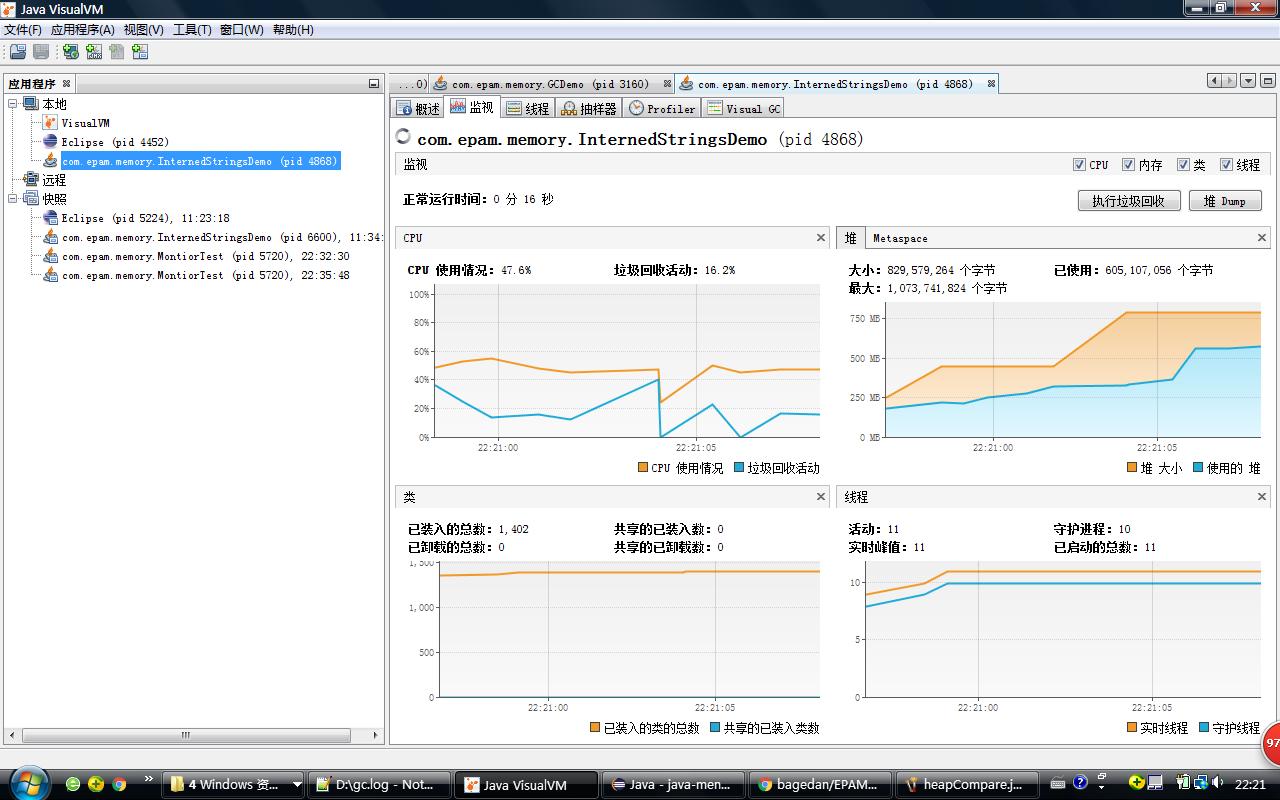 Java VisualVM
文件(F) 应用程序(A) 视图(V) 工具(T) 窗口(W) 帮助(H)
应用程序
本地
VisualVM
Eclipse (pid 4452)
com.epam.memory.InternedStringsDemo (pid 4868)
远程
快照
Eclipse (pid 5224), 11:23:18
com.epam.memory.InternedStringsDemo (pid 6600), 11:34:
com.epam.memory.MontiorTest (pid 5720), 22:32:30
com.epam.memory.MontiorTest (pid 5720), 22:35:48
...0) com.epam.memory.GCDemo (pid 3160) com.epam.memory.InternedStringsDemo (pid 4868)
概述 监视 线程 抽样器 Profiler Visual GC
com.epam.memory.InternedStringsDemo (pid 4868)
监视 CPU 内存 类 线程
正常运行时间: 0 分 16 秒 执行垃圾回收 堆 Dump
CPU
CPU 使用情况: 47.6% 垃圾回收活动: 16.2%
100%
80%
60%
40%
20%
0%
22:21:00 22:21:05
CPU 使用情况 垃圾回收活动
堆 Metaspace
大小: 829,579,264 个字节 已使用: 605,107,056 个字节
最大: 1,073,741,824 个字节
750 MB
500 MB
250 MB
0 MB
22:21:00 22:21:05
堆 大小 使用的 堆
类
已装入的总数: 1,402 共享的已装入数: 0
已卸载的总数: 0 共享的已卸载数: 0
1,500
1,000
500
0
22:21:00 22:21:05
已装入的类的总数 共享的已装入类数
线程
活动: 11 守护进程: 10
实时峰值: 11 已启动的总数: 11
10
5
0
22:21:00 22:21:05
实时线程 守护线程
97
4 Windows 资... D:\gc.log - Not... Java VisualVM Java - java-men... bagedan/EPAM... heapCompare.j... 22:21